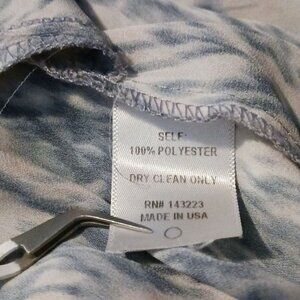 SELF:
100% POLYESTER
DRY CLEAN ONLY
RN# 143223
MADE IN USA